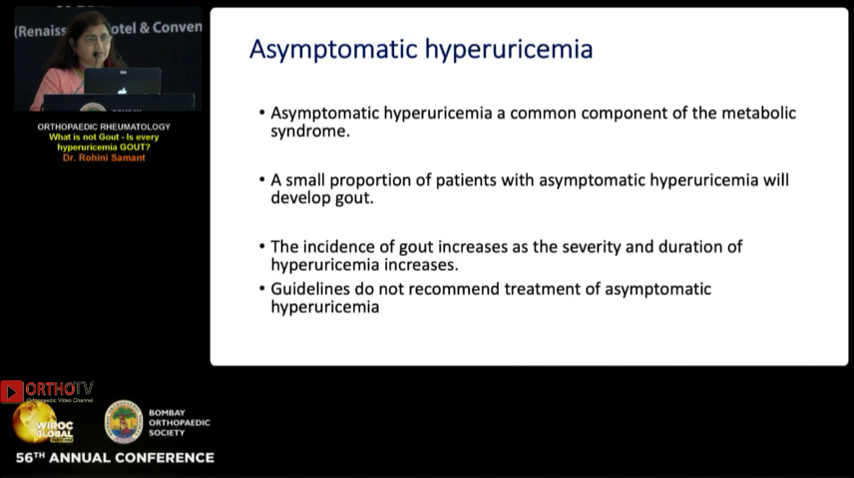 (Renaiss otel & Conven
ORTHOPAEDIC RHEUMATOLOGY
What is not Gout - Is every
hyperuricemia GOUT?
Dr. Rohini Samant
Asymptomatic hyperuricemia
• Asymptomatic hyperuricemia a common component of the metabolic
syndrome.
• A small proportion of patients with asymptomatic hyperuricemia will
develop gout.
• The incidence of gout increases as the severity and duration of
hyperuricemia increases.
• Guidelines do not recommend treatment of asymptomatic
hyperuricemia
ORTHOTV
Orthopaedic Video Channel
WIROC
GLOBAL
BOMBAY
ORTHOPAEDIC
SOCIETY
56TH ANNUAL CONFERENCE